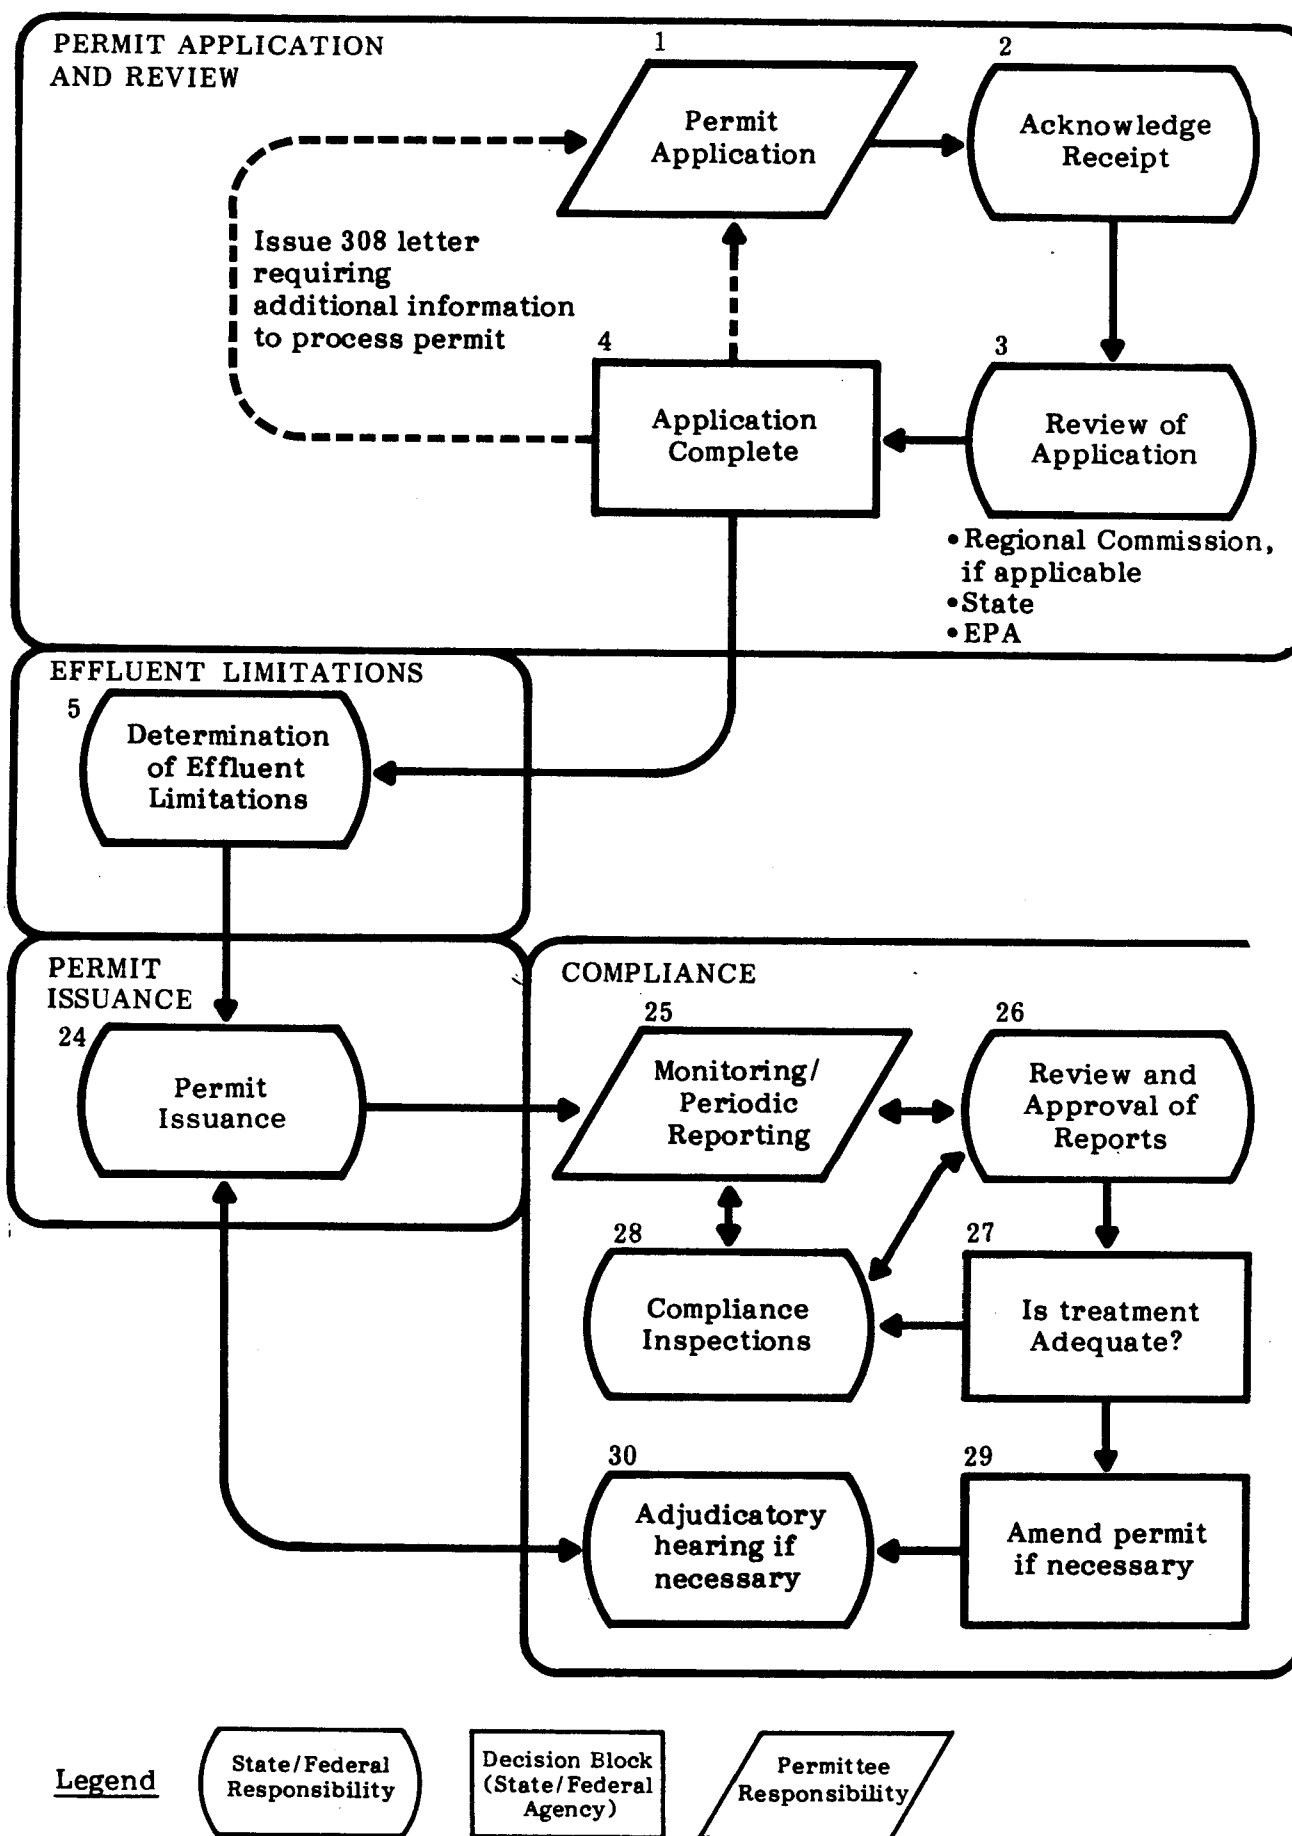 PERMIT APPLICATION
AND REVIEW
1
Permit
Application
2
Acknowledge
Receipt
Issue 308 letter
requiring
additional information
to process permit
4
Application
Complete
3
Review of
Application
•Regional Commission,
if applicable
•State
•EPA
EFFLUENT LIMITATIONS
5
Determination
of Effluent
Limitations
PERMIT
ISSUANCE
24
Permit
Issuance
COMPLIANCE
25
Monitoring/
Periodic
Reporting
26
Review and
Approval of
Reports
28
Compliance
Inspections
27
Is treatment
Adequate?
30
Adjudicatory
hearing if
necessary
29
Amend permit
if necessary
Legend
State/Federal
Responsibility
Decision Block
(State/Federal
Agency)
Permittee
Responsibility